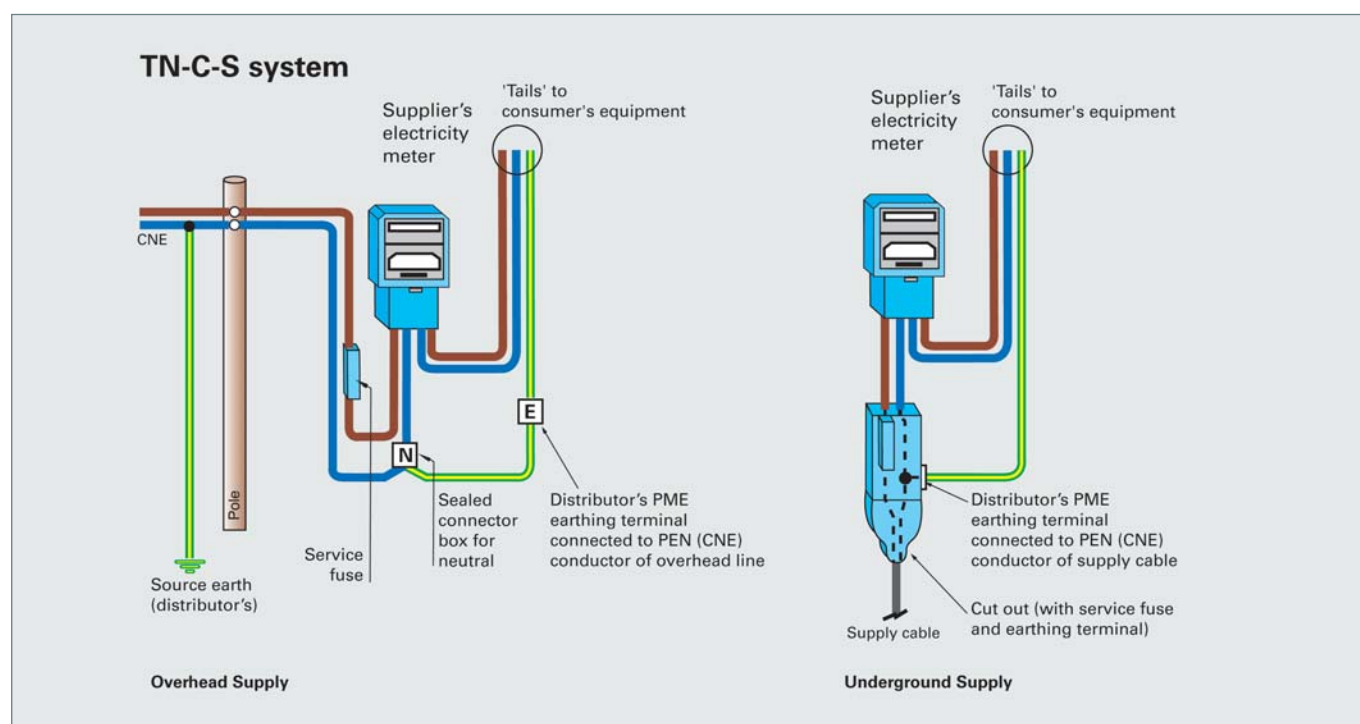 TN-C-S system
Supplier's
electricity
meter
'Tails' to
consumer's equipment
CNE
Pole
Source earth
(distributor's)
Service
fuse
N
Sealed
connector
box for
neutral
E
Distributor's PME
earthing terminal
connected to PEN (CNE)
conductor of overhead line
Overhead Supply
Supplier's
electricity
meter
'Tails' to
consumer's equipment
Distributor's PME
earthing terminal
connected to PEN (CNE)
conductor of supply cable
Cut out (with service fuse
and earthing terminal)
Supply cable
Underground Supply